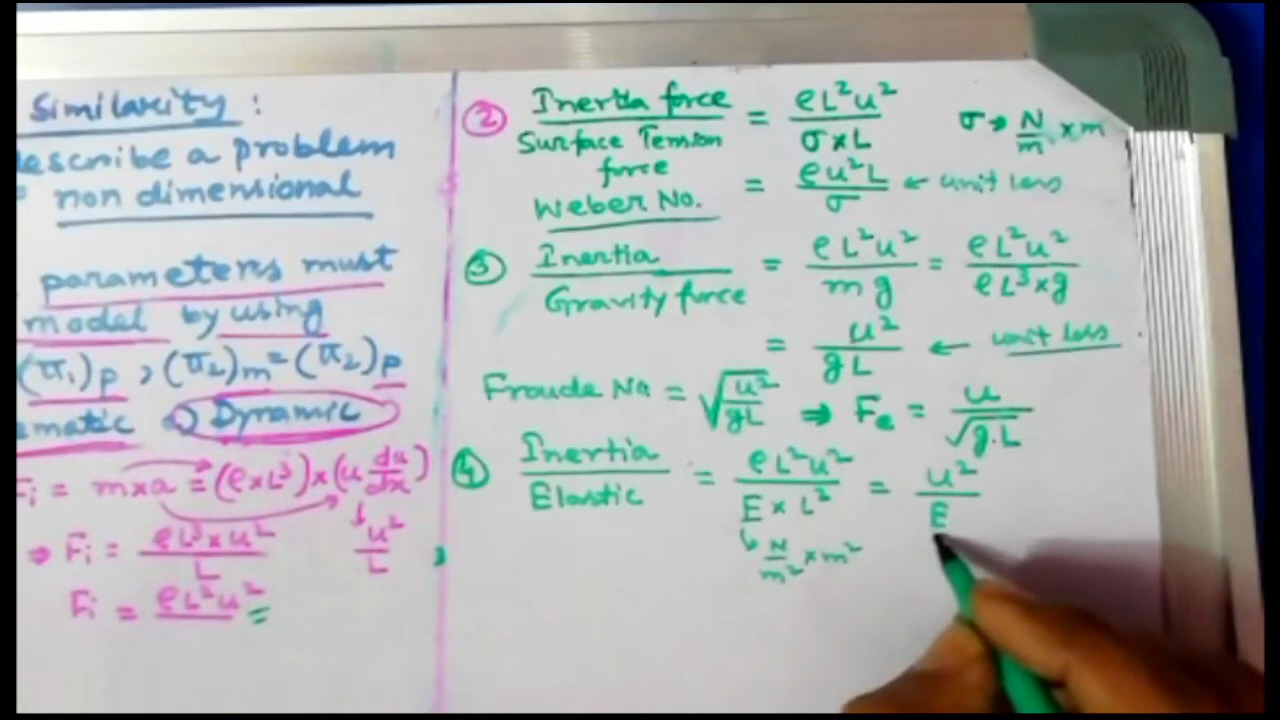 Similarity :
describe a problem
non dimensional
parameters must
model by using
(π₁)p , (π₂)m = (π₂)p
ematic Dynamic
Fi = m×a = (ρ×L³)×(u du/dx)
⇒ Fi = ρL³×u²/L u²/L
Fi = ρL²u² =
② Inertia force / Surface Tension force = ρL²u² / σ×L σ → N/m × m
Weber No. = ρu²L / σ ← unit less
③ Inertia / Gravity force = ρL²u² / mg = ρL²u² / ρL³×g
= u² / gL ← unit less
Froude No = √(u²/gL) ⇒ Fe = u / √g.L
④ Inertia / Elastic = ρL²u² / E×L² = u² / E
N/m² × m²